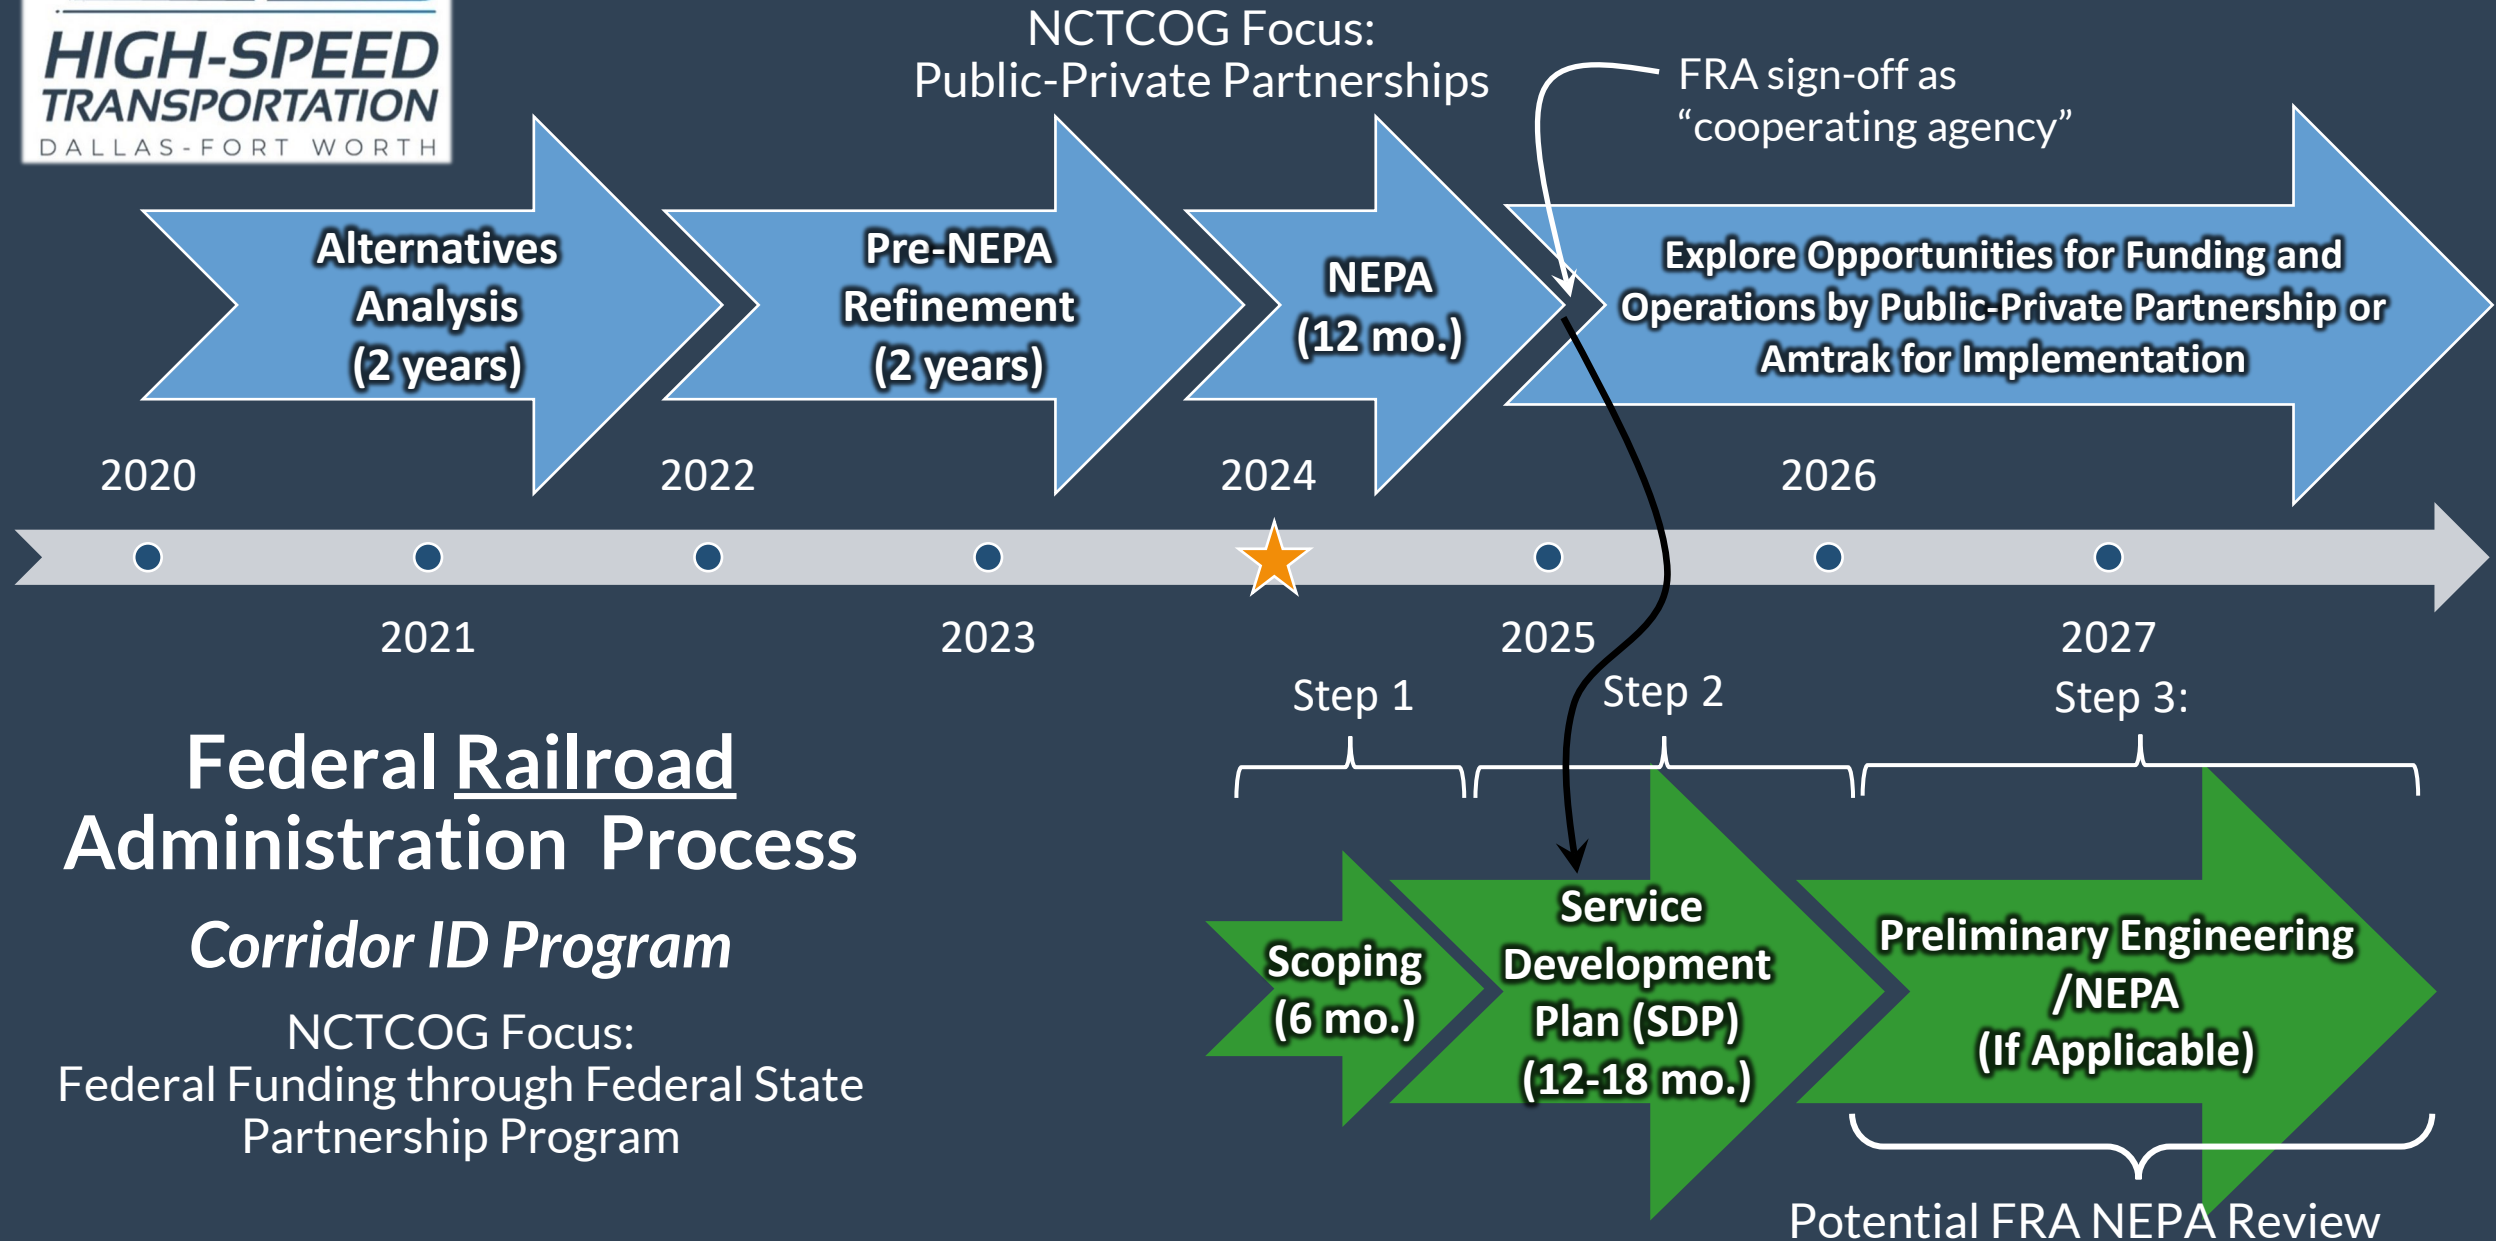 HIGH-SPEED
TRANSPORTATION
DALLAS-FORT WORTH
NCTCOG Focus:
Public-Private Partnerships
FRA sign-off as
“cooperating agency”
Alternatives
Analysis
(2 years)
Pre-NEPA
Refinement
(2 years)
NEPA
(12 mo.)
Explore Opportunities for Funding and
Operations by Public-Private Partnership or
Amtrak for Implementation
2020
2022
2024
2026
2021
2023
2025
2027
Step 1
Step 2
Step 3:
Federal Railroad
Administration Process
Corridor ID Program
NCTCOG Focus:
Federal Funding through Federal State
Partnership Program
Scoping
(6 mo.)
Service
Development
Plan (SDP)
(12-18 mo.)
Preliminary Engineering
/NEPA
(If Applicable)
Potential FRA NEPA Review